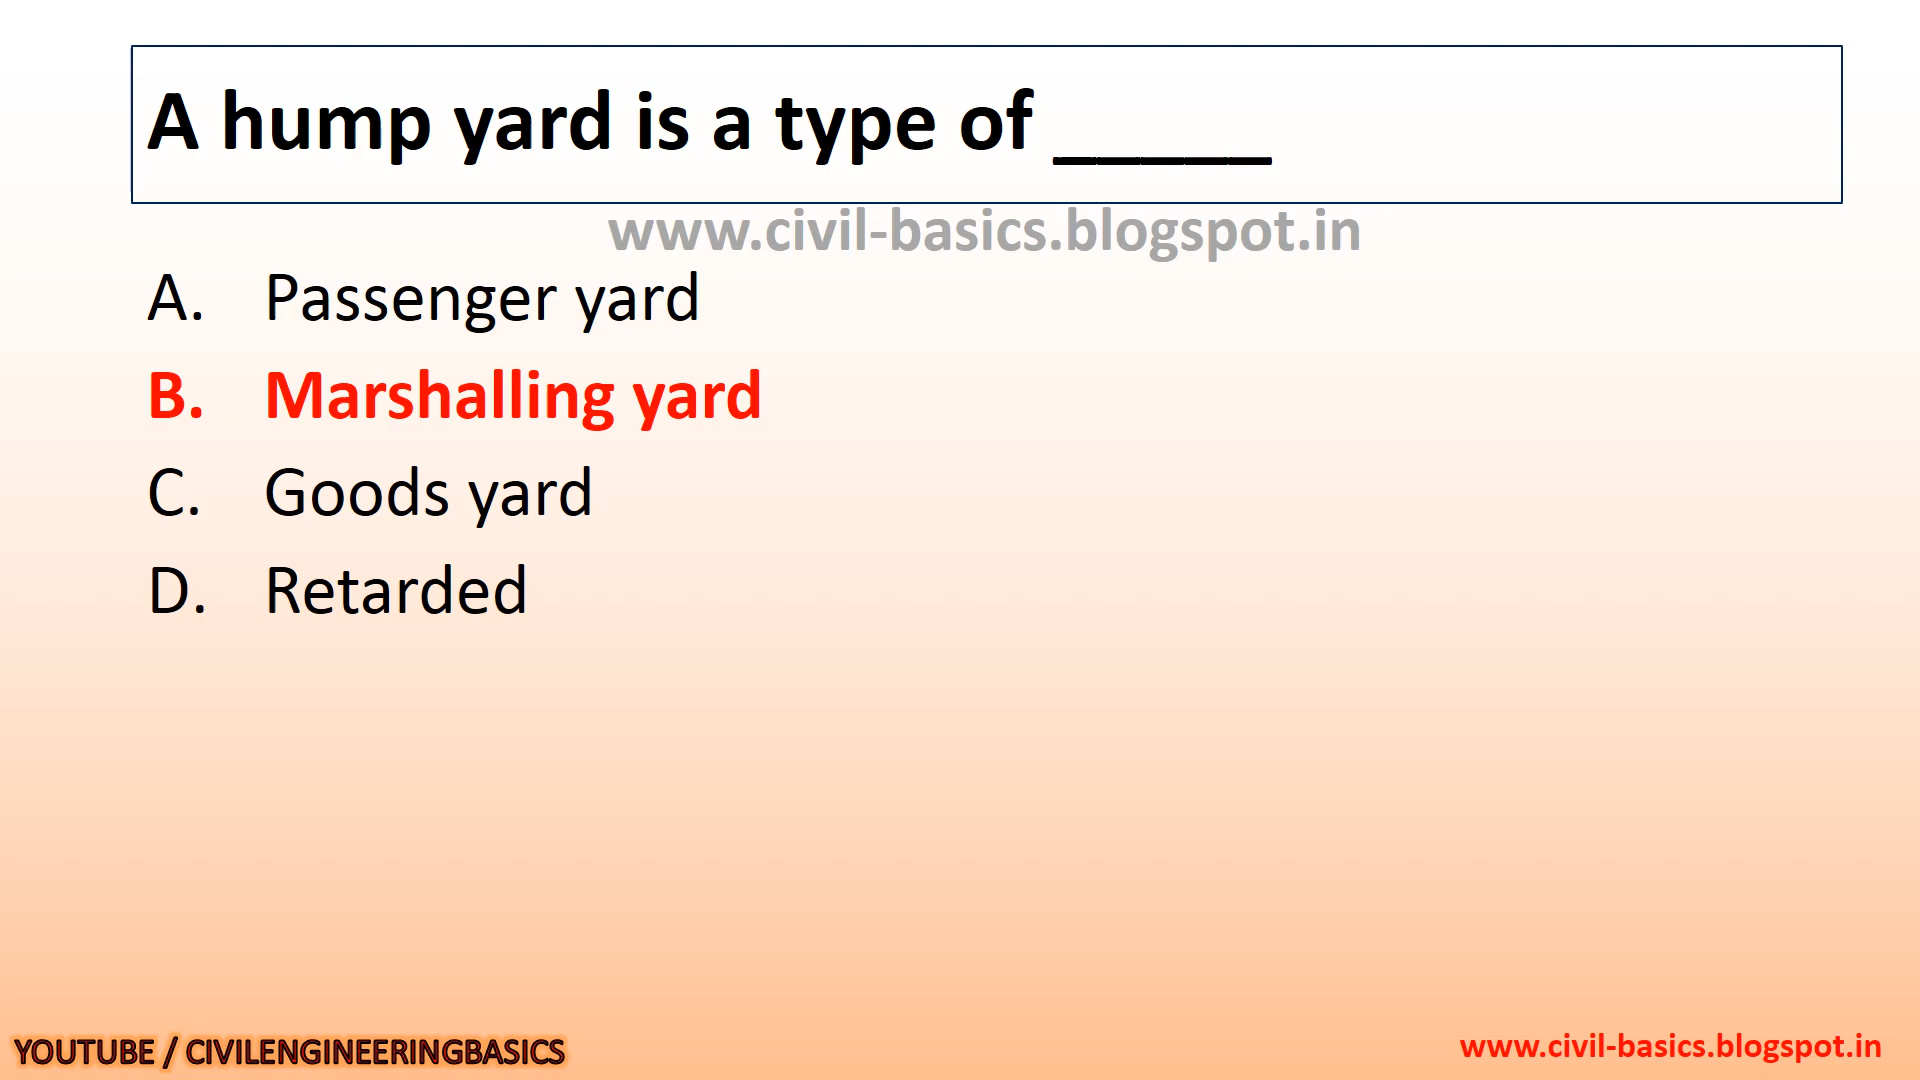 A hump yard is a type of _____
www.civil-basics.blogspot.in
A. Passenger yard
B. Marshalling yard
C. Goods yard
D. Retarded
YOUTUBE / CIVILENGINEERINGBASICS
www.civil-basics.blogspot.in